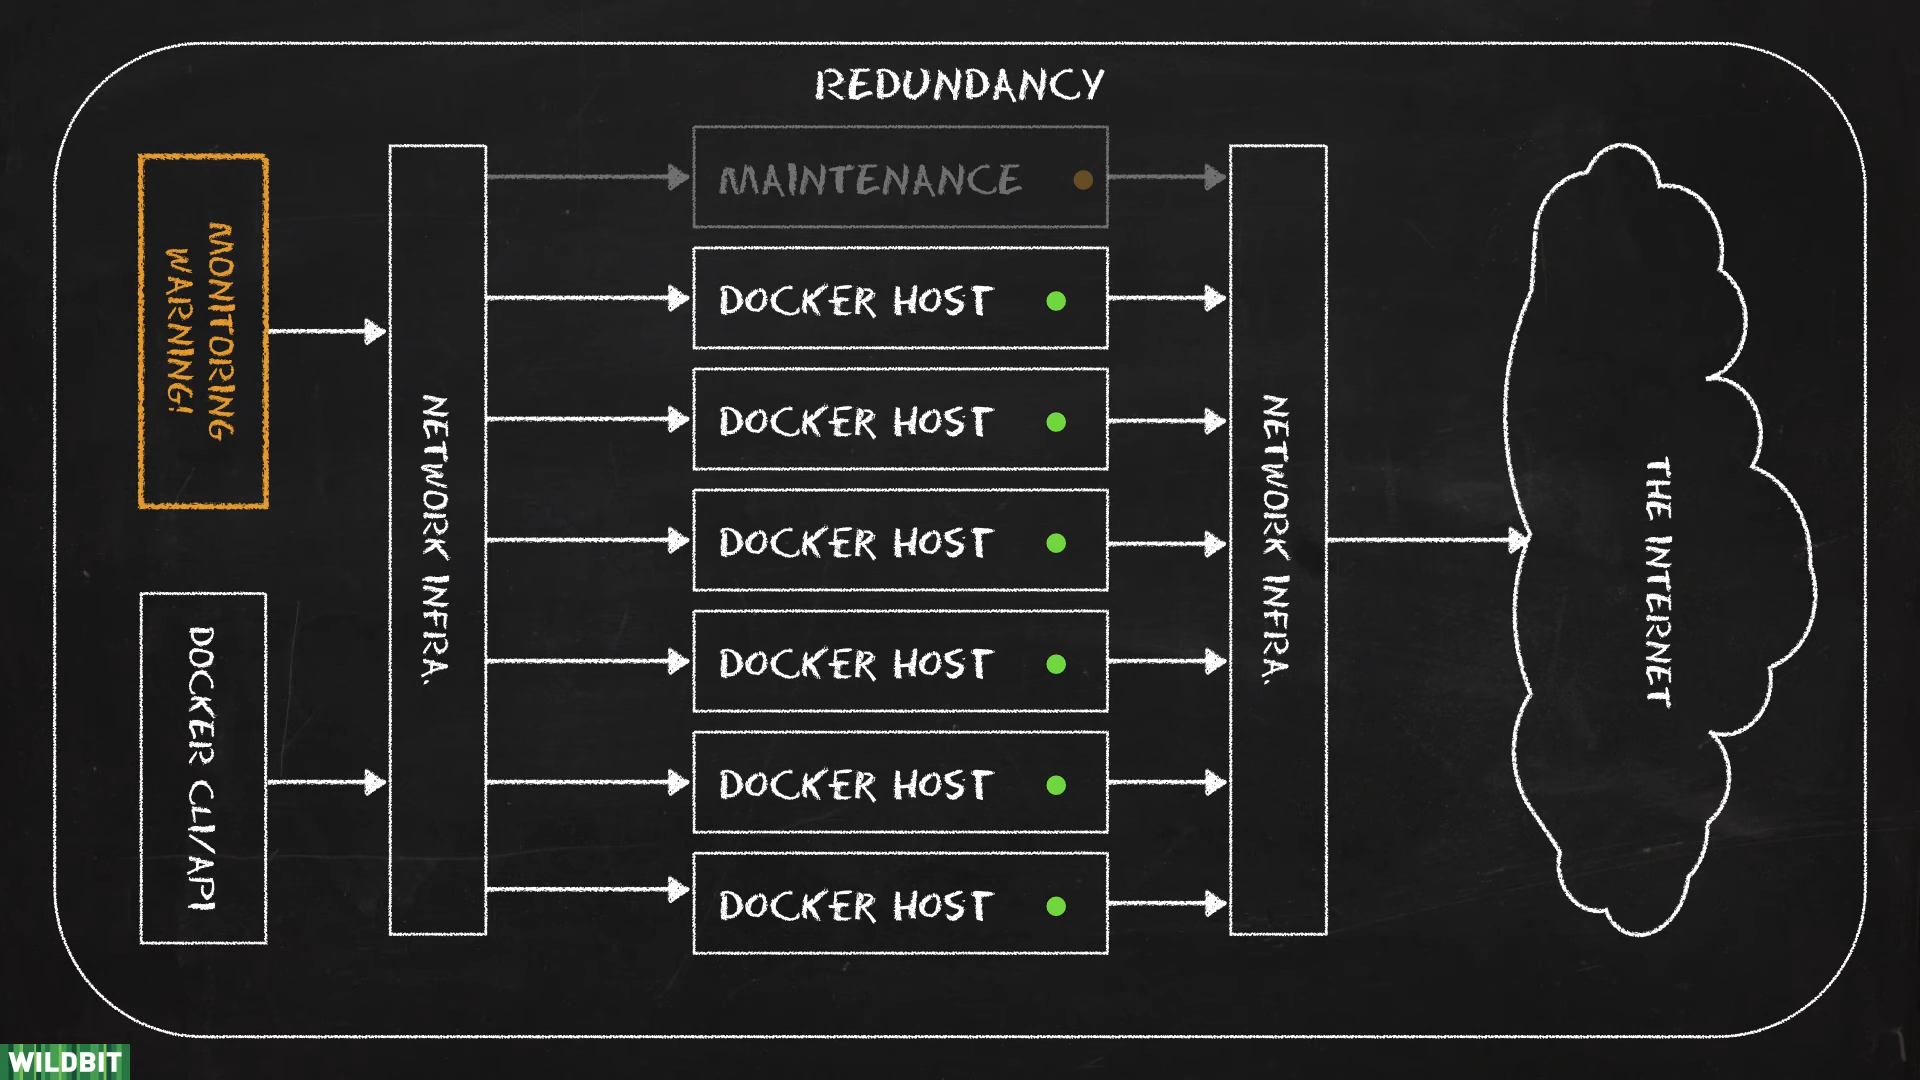 REDUNDANCY
MONITORING
WARNING!
DOCKER CLI/API
NETWORK INFRA.
MAINTENANCE
DOCKER HOST
DOCKER HOST
DOCKER HOST
DOCKER HOST
DOCKER HOST
DOCKER HOST
NETWORK INFRA.
THE INTERNET
WILDBIT